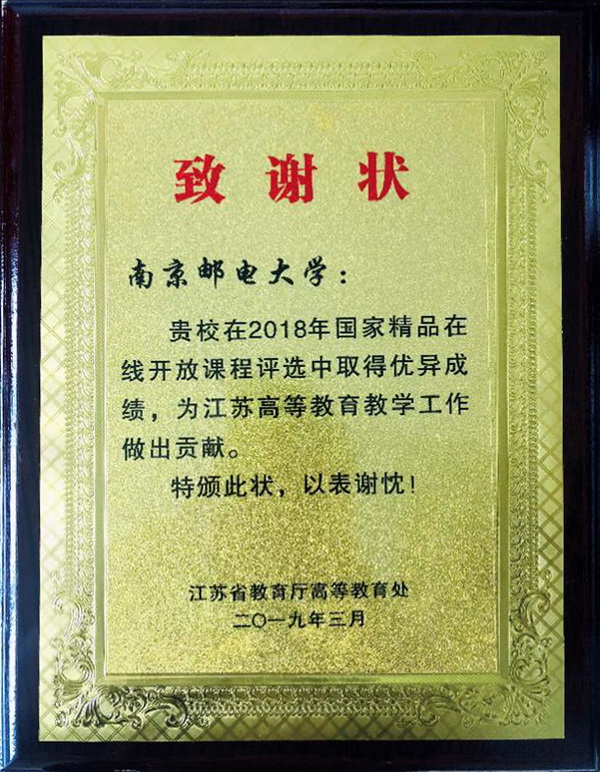 致谢状
南京邮电大学：
贵校在2018年国家精品在
线开放课程评选中取得优异成
绩，为江苏高等教育教学工作
做出贡献。
特颁此状，以表谢忱！
江苏省教育厅高等教育处
二〇一九年三月